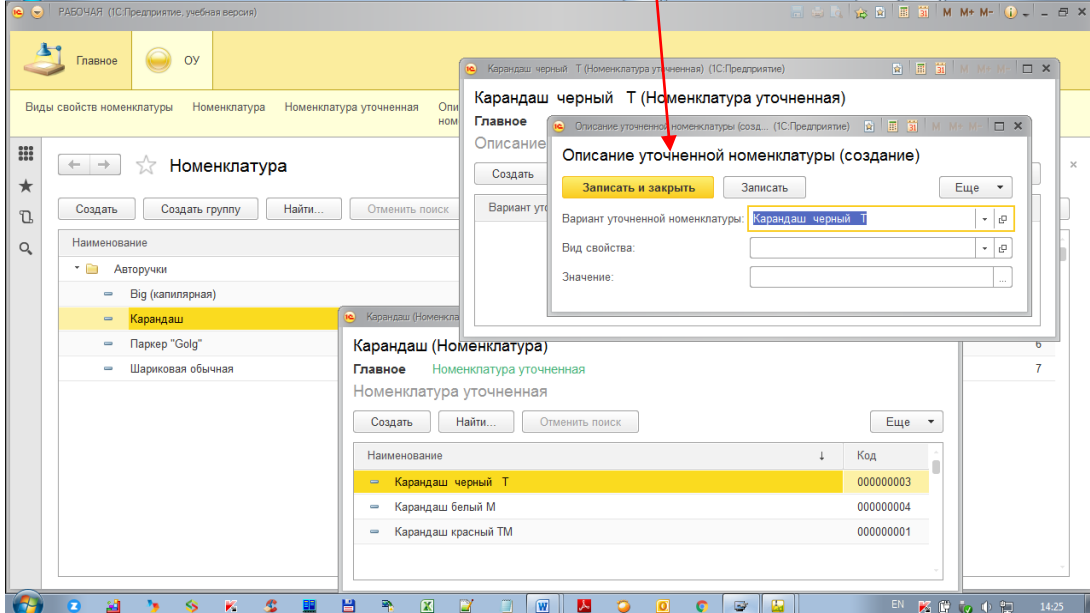 РАБОЧАЯ (1С:Предприятие, учебная версия)
M M+ M-
Главное
ОУ
Виды свойств номенклатуры
Номенклатура
Номенклатура уточненная
Номенклатура
Создать
Создать группу
Найти...
Отменить поиск
Наименование
Авторучки
Big (капилярная)
Карандаш
Паркер "Golg"
Шариковая обычная
6
7
Карандаш черный Т (Номенклатура уточненная) (1С:Предприятие)
M M+ M-
Карандаш черный Т (Номенклатура уточненная)
Главное
Описание
Создать
Описание уточненной номенклатуры (созд... (1С:Предприятие)
M M+ M-
Описание уточненной номенклатуры (создание)
Записать и закрыть
Записать
Еще
Вариант уточненной номенклатуры:
Карандаш черный Т
Вид свойства:
Значение:
...
Карандаш (Номенклатура)
Главное
Номенклатура уточненная
Номенклатура уточненная
Создать
Найти...
Отменить поиск
Еще
Наименование
Код
Карандаш черный Т
000000003
Карандаш белый М
000000004
Карандаш красный ТМ
000000001
EN
14:25